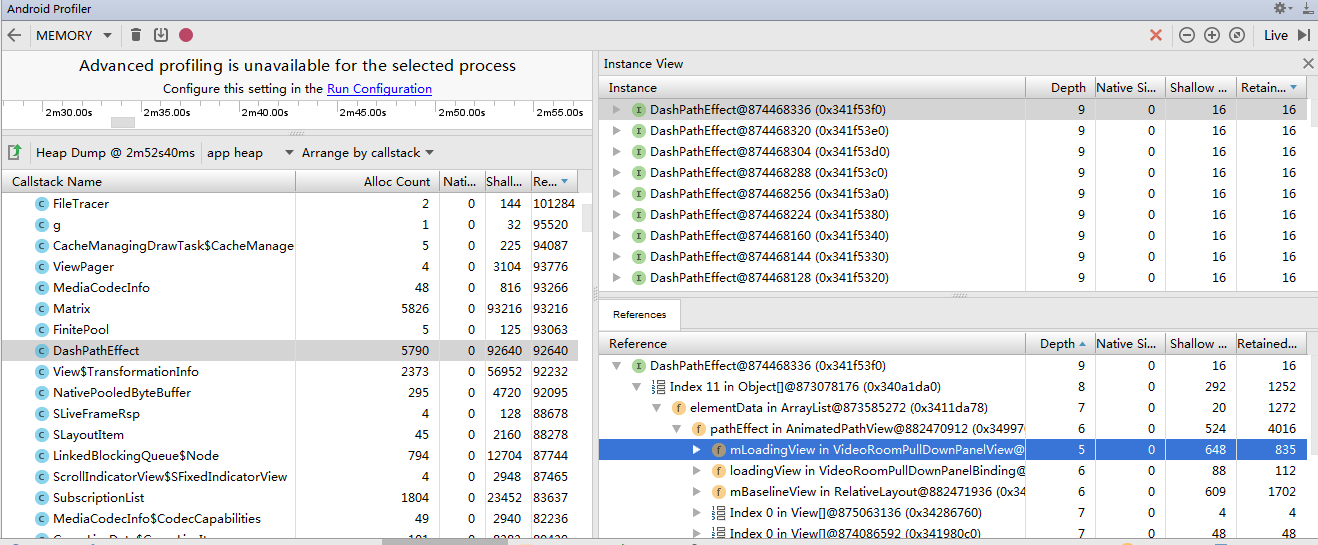 Android Profiler
MEMORY
Live
Advanced profiling is unavailable for the selected process
Configure this setting in the Run Configuration
2m30.00s 2m35.00s 2m40.00s 2m45.00s 2m50.00s 2m55.00s
Heap Dump @ 2m52s40ms app heap Arrange by callstack
Callstack Name Alloc Count Nati... Shall... Re...
FileTracer 2 0 144 101284
g 1 0 32 95520
CacheManagingDrawTask$CacheManage 5 0 225 94087
ViewPager 4 0 3104 93776
MediaCodecInfo 48 0 816 93266
Matrix 5826 0 93216 93216
FinitePool 5 0 125 93063
DashPathEffect 5790 0 92640 92640
View$TransformationInfo 2373 0 56952 92232
NativePooledByteBuffer 295 0 4720 92095
SLiveFrameRsp 4 0 128 88678
SLayoutItem 45 0 2160 88278
LinkedBlockingQueue$Node 794 0 12704 87744
ScrollIndicatorView$SFixedIndicatorView 4 0 2948 87465
SubscriptionList 1804 0 23452 83637
MediaCodecInfo$CodecCapabilities 49 0 2940 82236
Instance View
Instance Depth Native Si... Shallow ... Retain...
DashPathEffect@874468336 (0x341f53f0) 9 0 16 16
DashPathEffect@874468320 (0x341f53e0) 9 0 16 16
DashPathEffect@874468304 (0x341f53d0) 9 0 16 16
DashPathEffect@874468288 (0x341f53c0) 9 0 16 16
DashPathEffect@874468256 (0x341f53a0) 9 0 16 16
DashPathEffect@874468224 (0x341f5380) 9 0 16 16
DashPathEffect@874468160 (0x341f5340) 9 0 16 16
DashPathEffect@874468144 (0x341f5330) 9 0 16 16
DashPathEffect@874468128 (0x341f5320) 9 0 16 16
References
Reference Depth Native Si... Shallow ... Retained...
DashPathEffect@874468336 (0x341f53f0) 9 0 16 16
Index 11 in Object[]@873078176 (0x340a1da0) 8 0 292 1252
elementData in ArrayList@873585272 (0x3411da78) 7 0 20 1272
pathEffect in AnimatedPathView@882470912 (0x34997 6 0 524 4016
mLoadingView in VideoRoomPullDownPanelView@ 5 0 648 835
loadingView in VideoRoomPullDownPanelBinding@ 6 0 88 112
mBaselineView in RelativeLayout@882471936 (0x34 6 0 609 1702
Index 0 in View[]@875063136 (0x34286760) 7 0 4 4
Index 0 in View[]@874086592 (0x341980c0) 7 0 48 48